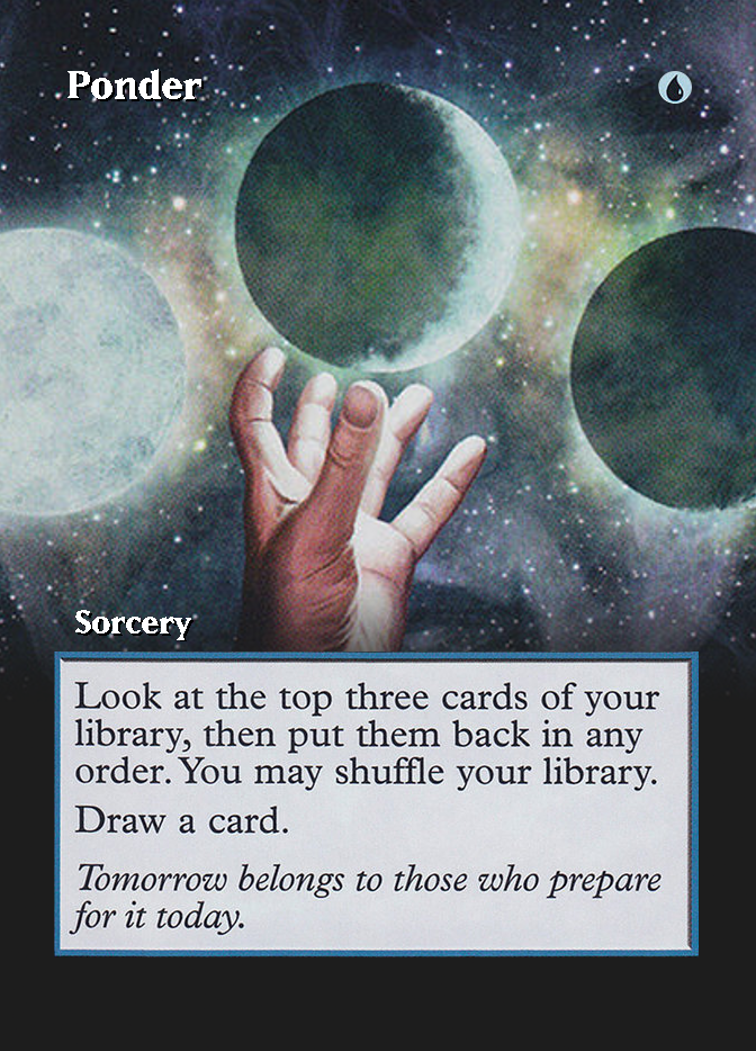 Ponder
Sorcery
Look at the top three cards of your
library, then put them back in any
order. You may shuffle your library.
Draw a card.
Tomorrow belongs to those who prepare
for it today.